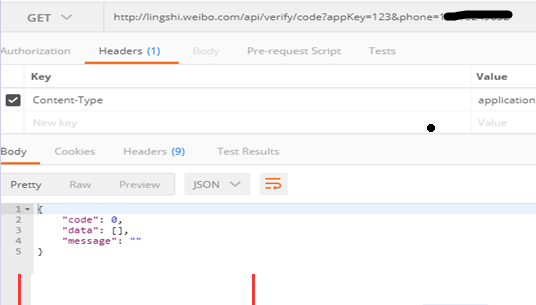 GET http://lingshi.weibo.com/api/verify/code?appKey=123&phone=1
Authorization Headers (1) Body Pre-request Script Tests
Key Value
Content-Type application
New key Value
Body Cookies Headers (9) Test Results
Pretty Raw Preview JSON
1 {
2 "code": 0,
3 "data": [],
4 "message": ""
5 }